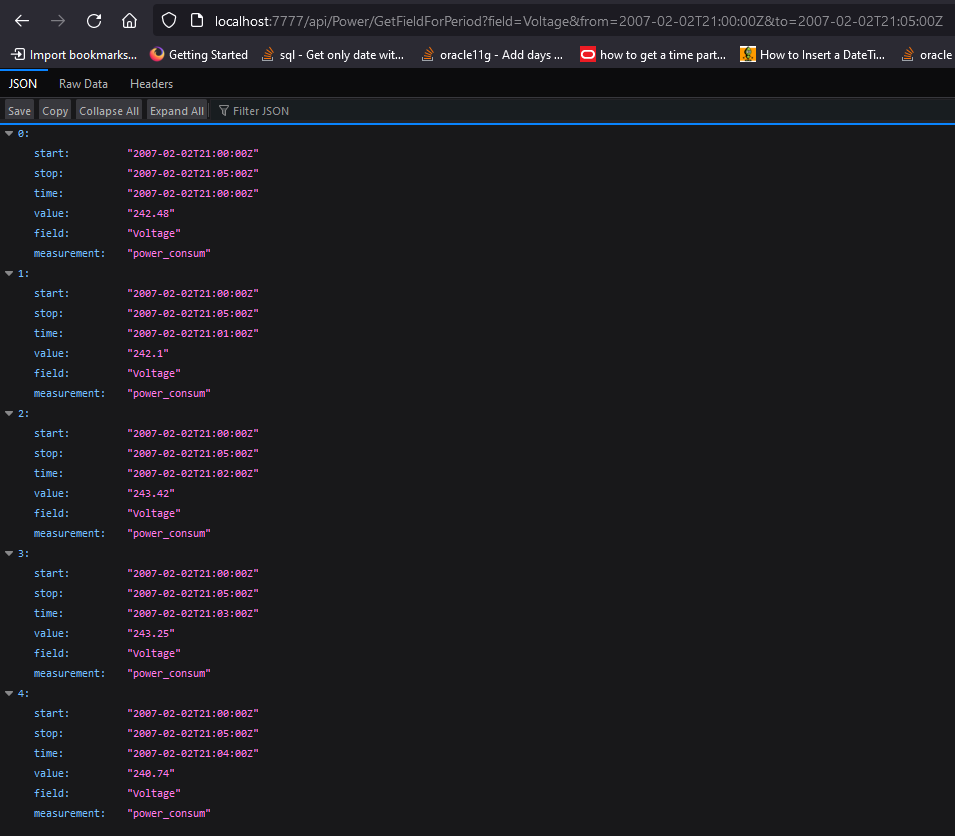 localhost:7777/api/Power/GetFieldForPeriod?field=Voltage&from=2007-02-02T21:00:00Z&to=2007-02-02T21:05:00Z
Import bookmarks... Getting Started sql - Get only date wit... oracle11g - Add days ... how to get a time part... How to Insert a DateTi... oracle
JSON Raw Data Headers
Save Copy Collapse All Expand All Filter JSON
0:
start: "2007-02-02T21:00:00Z"
stop: "2007-02-02T21:05:00Z"
time: "2007-02-02T21:00:00Z"
value: "242.48"
field: "Voltage"
measurement: "power_consum"
1:
start: "2007-02-02T21:00:00Z"
stop: "2007-02-02T21:05:00Z"
time: "2007-02-02T21:01:00Z"
value: "242.1"
field: "Voltage"
measurement: "power_consum"
2:
start: "2007-02-02T21:00:00Z"
stop: "2007-02-02T21:05:00Z"
time: "2007-02-02T21:02:00Z"
value: "243.42"
field: "Voltage"
measurement: "power_consum"
3:
start: "2007-02-02T21:00:00Z"
stop: "2007-02-02T21:05:00Z"
time: "2007-02-02T21:03:00Z"
value: "243.25"
field: "Voltage"
measurement: "power_consum"
4:
start: "2007-02-02T21:00:00Z"
stop: "2007-02-02T21:05:00Z"
time: "2007-02-02T21:04:00Z"
value: "240.74"
field: "Voltage"
measurement: "power_consum"